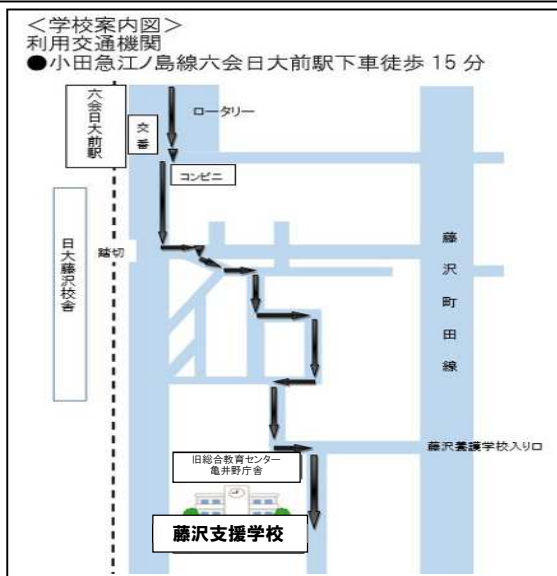 ＜学校案内図＞
利用交通機関
●小田急江ノ島線六会日大前駅下車徒歩 15 分
六会日大前駅
交番
ロータリー
コンビニ
踏切
日大藤沢校舎
藤沢町田線
藤沢養護学校入り口
旧総合教育センター
亀井野庁舎
藤沢支援学校